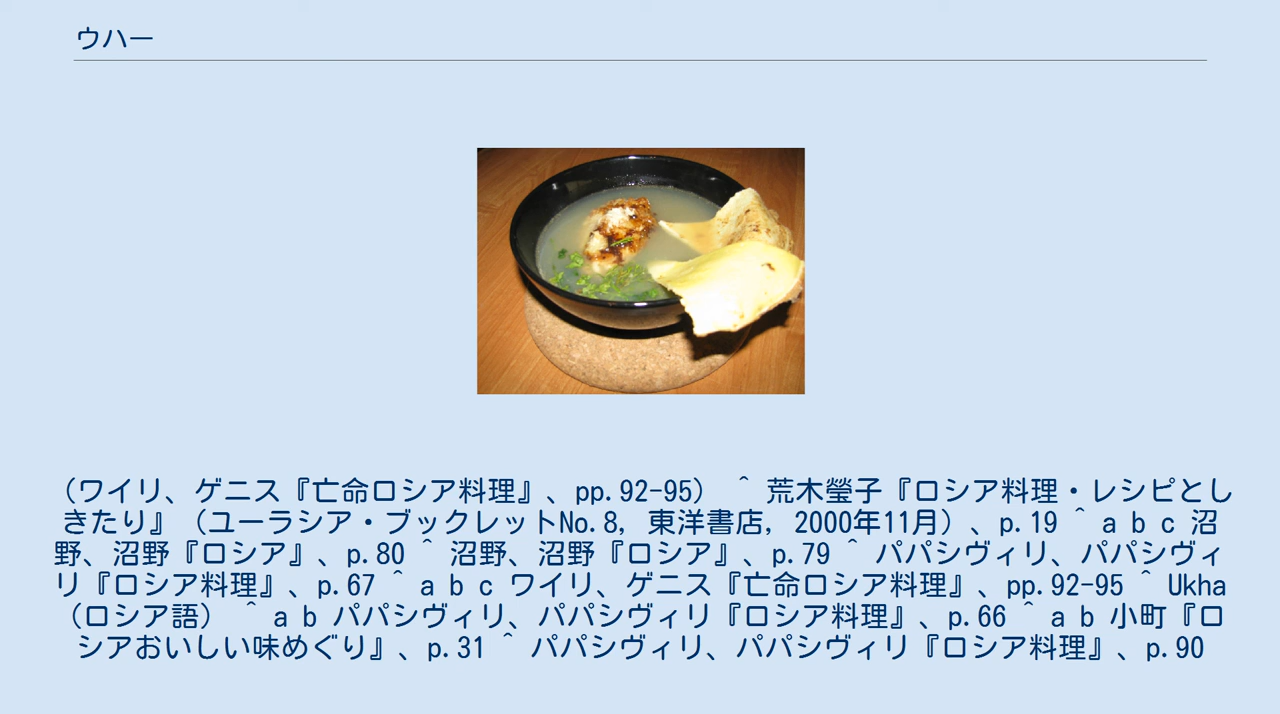 ウハー
（ワイリ、ゲニス『亡命ロシア料理』、pp.92-95） ^ 荒木瑩子『ロシア料理・レシピとし
きたり』（ユーラシア・ブックレットNo.8, 東洋書店, 2000年11月）、p.19 ^ a b c 沼
野、沼野『ロシア』、p.80 ^ 沼野、沼野『ロシア』、p.79 ^ パパシヴィリ、パパシヴィ
リ『ロシア料理』、p.67 ^ a b c ワイリ、ゲニス『亡命ロシア料理』、pp.92-95 ^ Ukha
（ロシア語） ^ a b パパシヴィリ、パパシヴィリ『ロシア料理』、p.66 ^ a b 小町『ロ
シアおいしい味めぐり』、p.31 ^ パパシヴィリ、パパシヴィリ『ロシア料理』、p.90